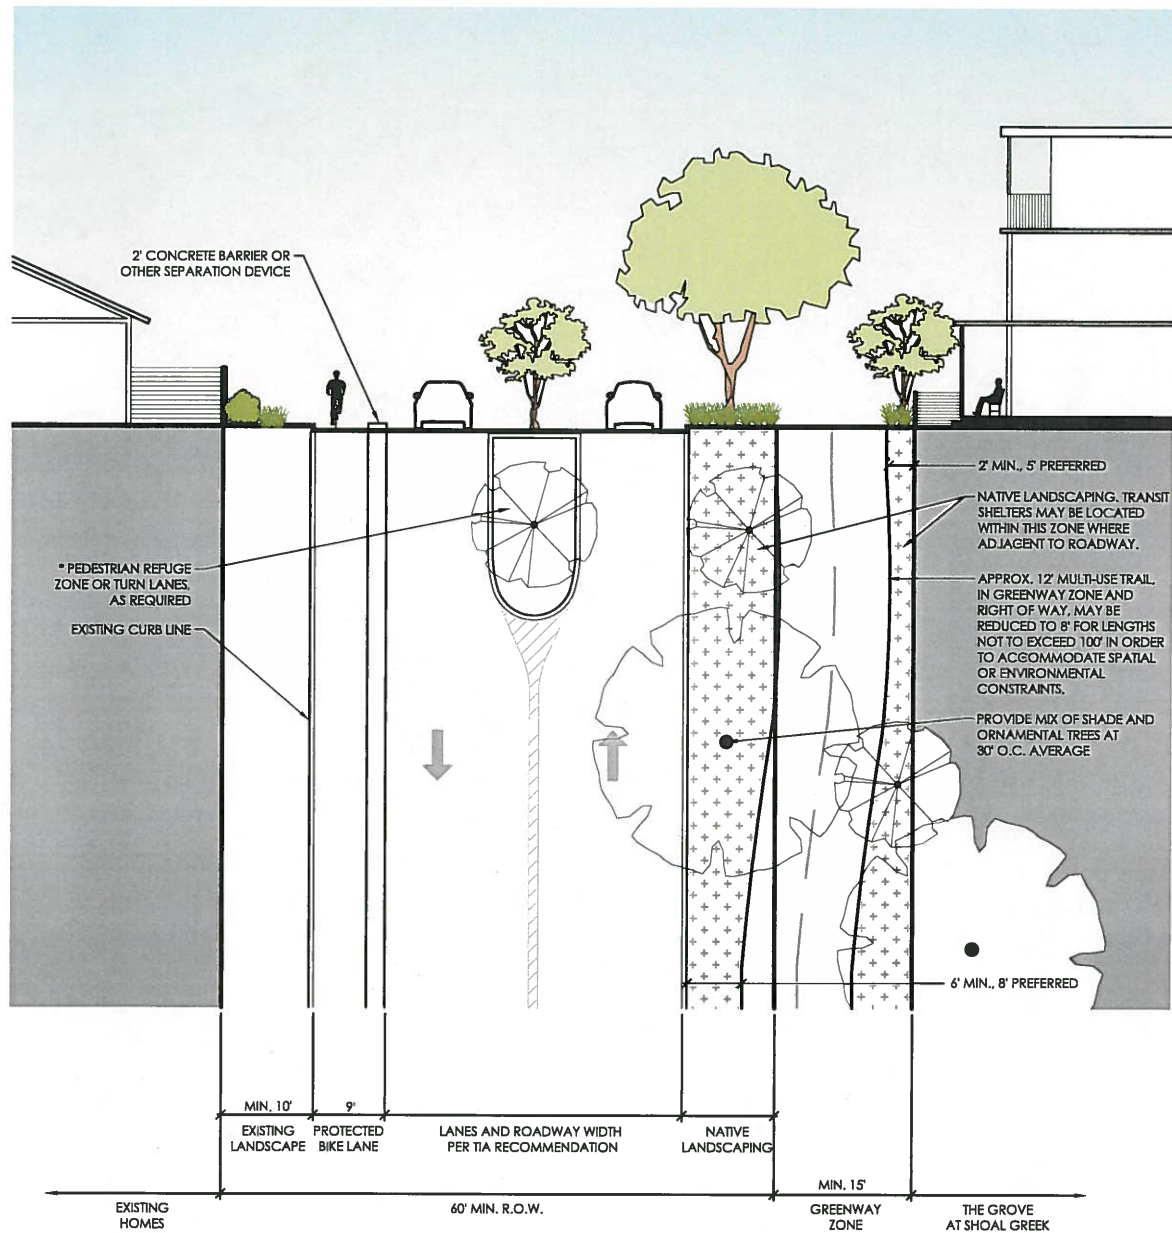 2' CONCRETE BARRIER OR
OTHER SEPARATION DEVICE
2' MIN., 5' PREFERRED
NATIVE LANDSCAPING. TRANSIT
SHELTERS MAY BE LOCATED
WITHIN THIS ZONE WHERE
ADJACENT TO ROADWAY.
* PEDESTRIAN REFUGE
ZONE OR TURN LANES,
AS REQUIRED
EXISTING CURB LINE
APPROX. 12' MULTI-USE TRAIL
IN GREENWAY ZONE AND
RIGHT OF WAY, MAY BE
REDUCED TO 8' FOR LENGTHS
NOT TO EXCEED 100' IN ORDER
TO ACCOMMODATE SPATIAL
OR ENVIRONMENTAL
CONSTRAINTS.
PROVIDE MIX OF SHADE AND
ORNAMENTAL TREES AT
30' O.C. AVERAGE
6' MIN., 8' PREFERRED
MIN. 10'
EXISTING
LANDSCAPE
9'
PROTECTED
BIKE LANE
LANES AND ROADWAY WIDTH
PER TIA RECOMMENDATION
NATIVE
LANDSCAPING
EXISTING
HOMES
60' MIN. R.O.W.
MIN. 15'
GREENWAY
ZONE
THE GROVE
AT SHOAL CREEK